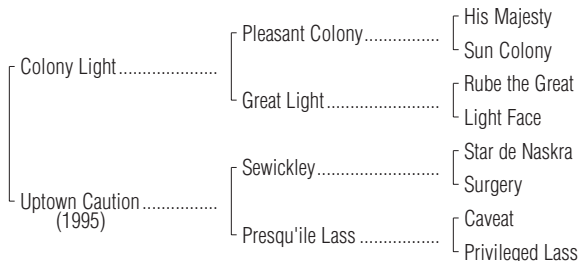 His Majesty
Pleasant Colony.................
Sun Colony
Colony Light......................
Rube the Great
Great Light.........................
Light Face
Star de Naskra
Sewickley...........................
Surgery
Uptown Caution.................
(1995)
Caveat
Presqu'ile Lass ..................
Privileged Lass